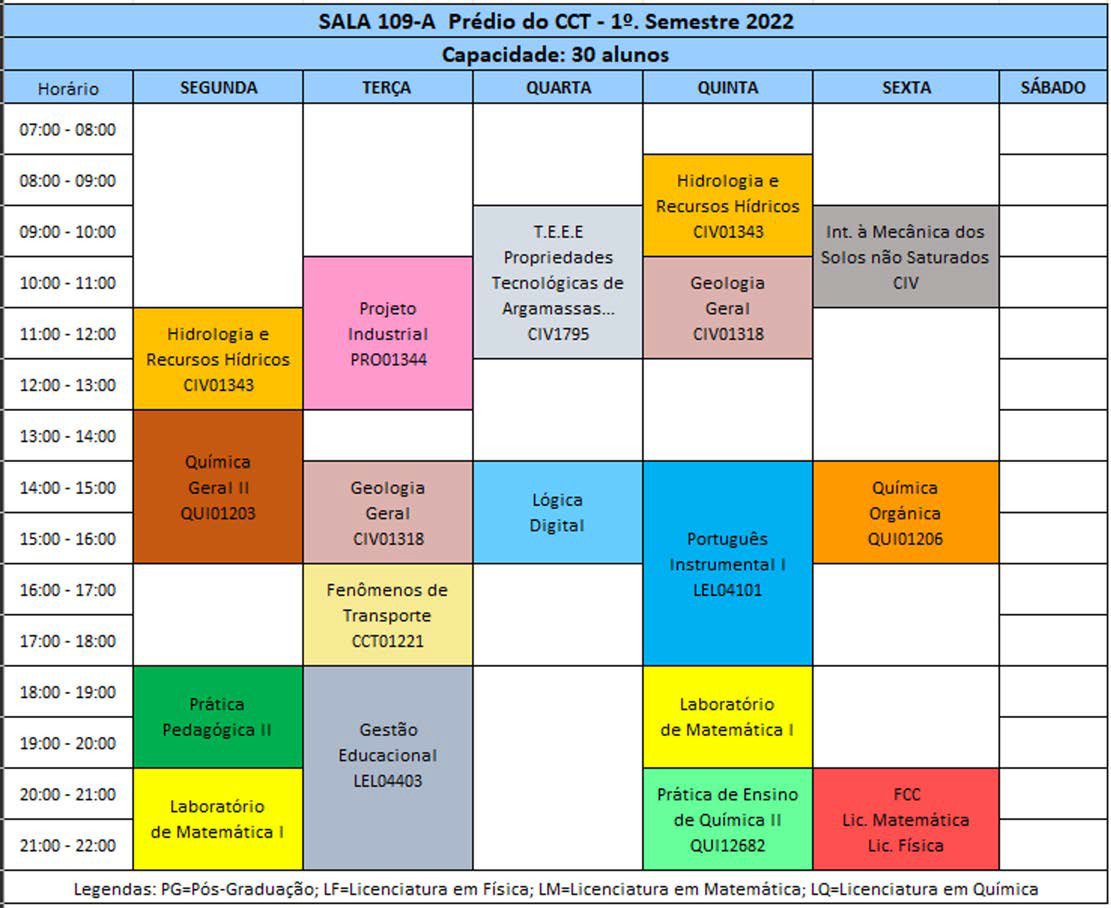 SALA 109-A Prédio do CCT - 1º. Semestre 2022
Capacidade: 30 alunos
Horário SEGUNDA TERÇA QUARTA QUINTA SEXTA SÁBADO
07:00 - 08:00
08:00 - 09:00
09:00 - 10:00
10:00 - 11:00
11:00 - 12:00
12:00 - 13:00
13:00 - 14:00
14:00 - 15:00
15:00 - 16:00
16:00 - 17:00
17:00 - 18:00
18:00 - 19:00
19:00 - 20:00
20:00 - 21:00
21:00 - 22:00
Hidrologia e
Recursos Hídricos
CIV01343
Química
Geral II
QUI01203
Prática
Pedagógica II
Laboratório
de Matemática I
Projeto
Industrial
PRO01344
Geologia
Geral
CIV01318
Fenômenos de
Transporte
CCT01221
Gestão
Educacional
LEL04403
T.E.E.E
Propriedades
Tecnológicas de
Argamassas...
CIV1795
Lógica
Digital
Hidrologia e
Recursos Hídricos
CIV01343
Geologia
Geral
CIV01318
Português
Instrumental I
LEL04101
Laboratório
de Matemática I
Prática de Ensino
de Química II
QUI12682
Int. à Mecânica dos
Solos não Saturados
CIV
Química
Orgánica
QUI01206
FCC
Lic. Matemática
Lic. Física
Legendas: PG=Pós-Graduação; LF=Licenciatura em Física; LM=Licenciatura em Matemática; LQ=Licenciatura em Química